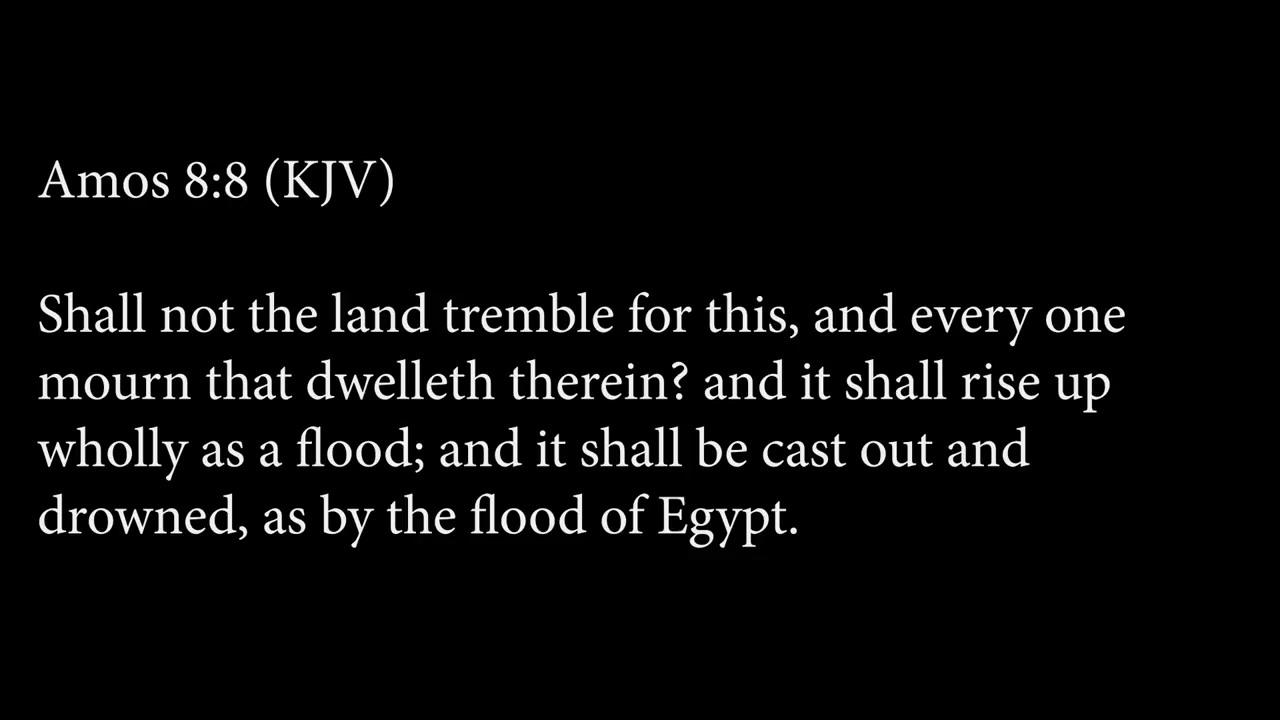 Amos 8:8 (KJV)
Shall not the land tremble for this, and every one
mourn that dwelleth therein? and it shall rise up
wholly as a flood; and it shall be cast out and
drowned, as by the flood of Egypt.